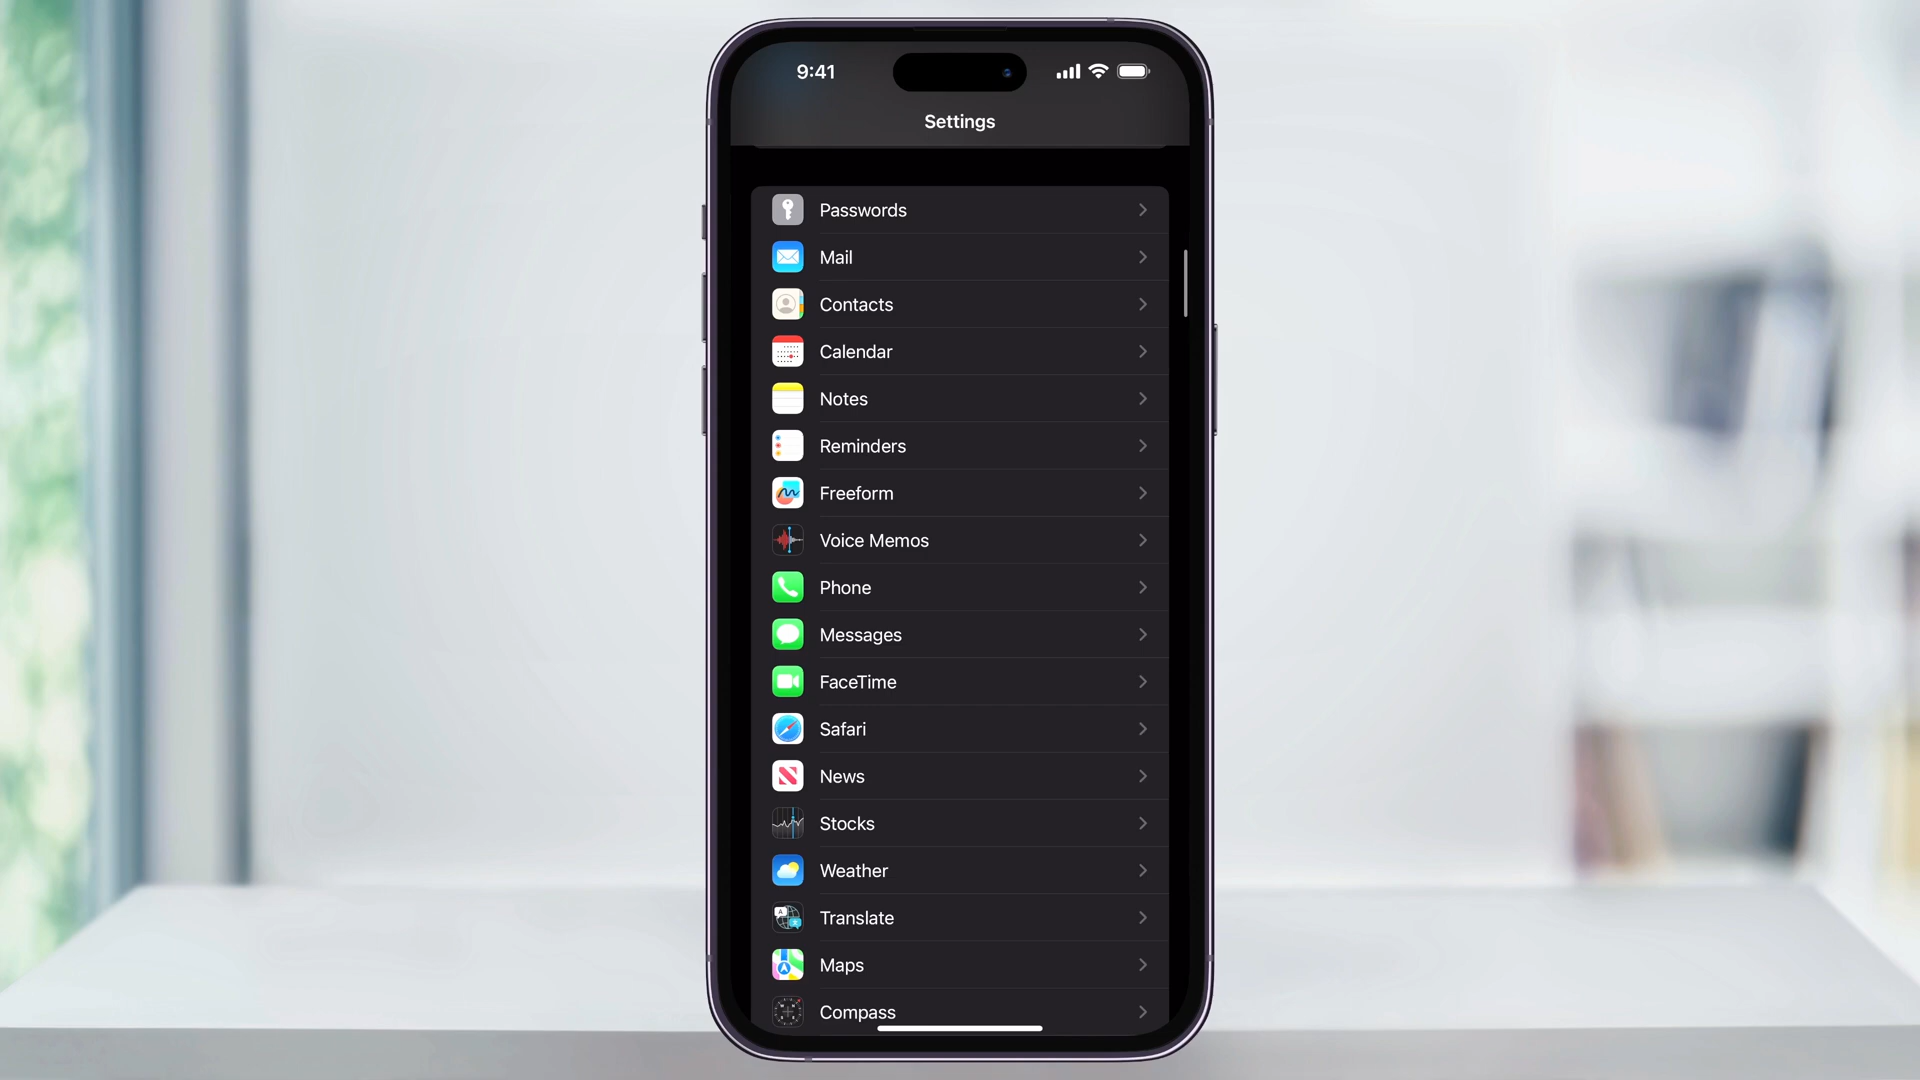 9:41
Settings
Passwords
Mail
Contacts
Calendar
Notes
Reminders
Freeform
Voice Memos
Phone
Messages
FaceTime
Safari
News
Stocks
Weather
Translate
Maps
Compass